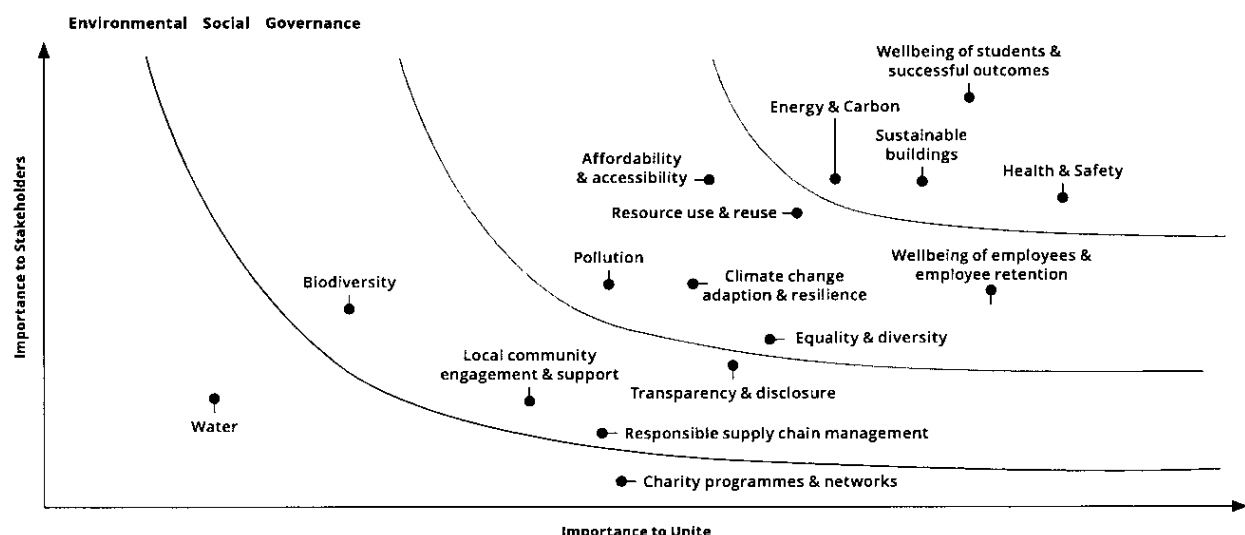 Environmental Social Governance
Importance to Stakeholders
Wellbeing of students &
successful outcomes
Energy & Carbon
Sustainable
buildings
Health & Safety
Affordability
& accessibility
Resource use & reuse
Pollution
Climate change
adaption & resilience
Wellbeing of employees &
employee retention
Biodiversity
Equality & diversity
Local community
engagement & support
Transparency & disclosure
Water
Responsible supply chain management
Charity programmes & networks
Importance to Unite